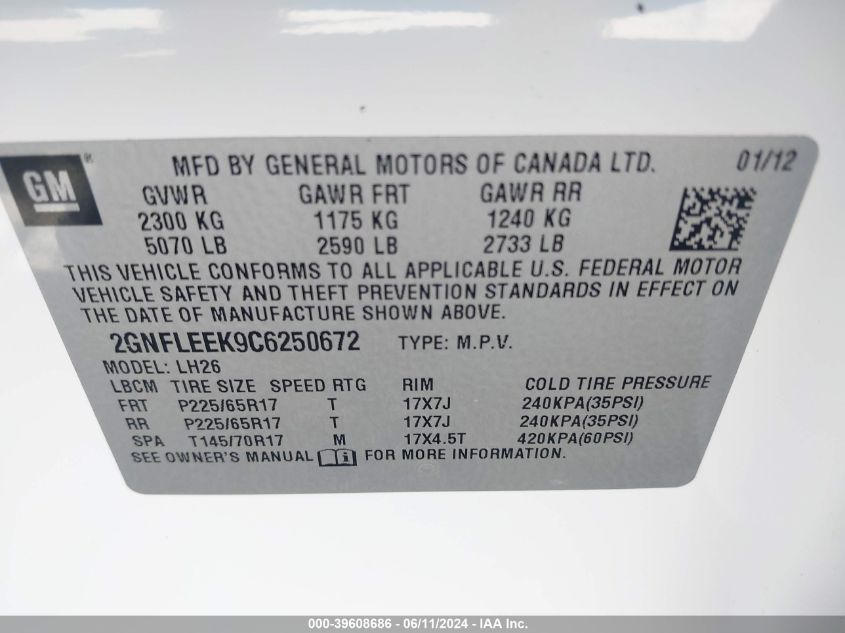 GM ®
MFD BY GENERAL MOTORS OF CANADA LTD. 01/12
GVWR GAWR FRT GAWR RR
2300 KG 1175 KG 1240 KG
5070 LB 2590 LB 2733 LB
THIS VEHICLE CONFORMS TO ALL APPLICABLE U.S. FEDERAL MOTOR
VEHICLE SAFETY AND THEFT PREVENTION STANDARDS IN EFFECT ON
THE DATE OF MANUFACTURE SHOWN ABOVE.
2GNFLEEK9C6250672 TYPE: M.P.V.
MODEL: LH26
LBCM TIRE SIZE SPEED RTG RIM COLD TIRE PRESSURE
FRT P225/65R17 T 17X7J 240KPA(35PSI)
RR P225/65R17 T 17X7J 240KPA(35PSI)
SPA T145/70R17 M 17X4.5T 420KPA(60PSI)
SEE OWNER'S MANUAL FOR MORE INFORMATION.
000-39608686 - 06/11/2024 - IAA Inc.